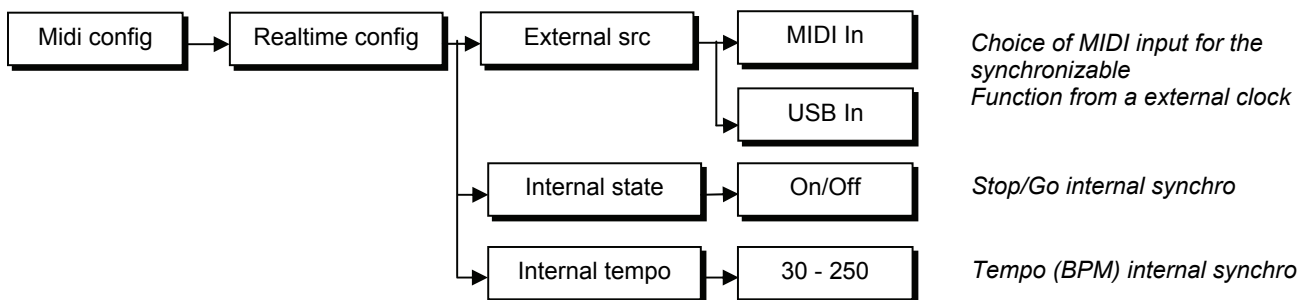 Midi config
Realtime config
External src
MIDI In
Choice of MIDI input for the
synchronizable
Function from a external clock
USB In
Internal state
On/Off
Stop/Go internal synchro
Internal tempo
30 - 250
Tempo (BPM) internal synchro